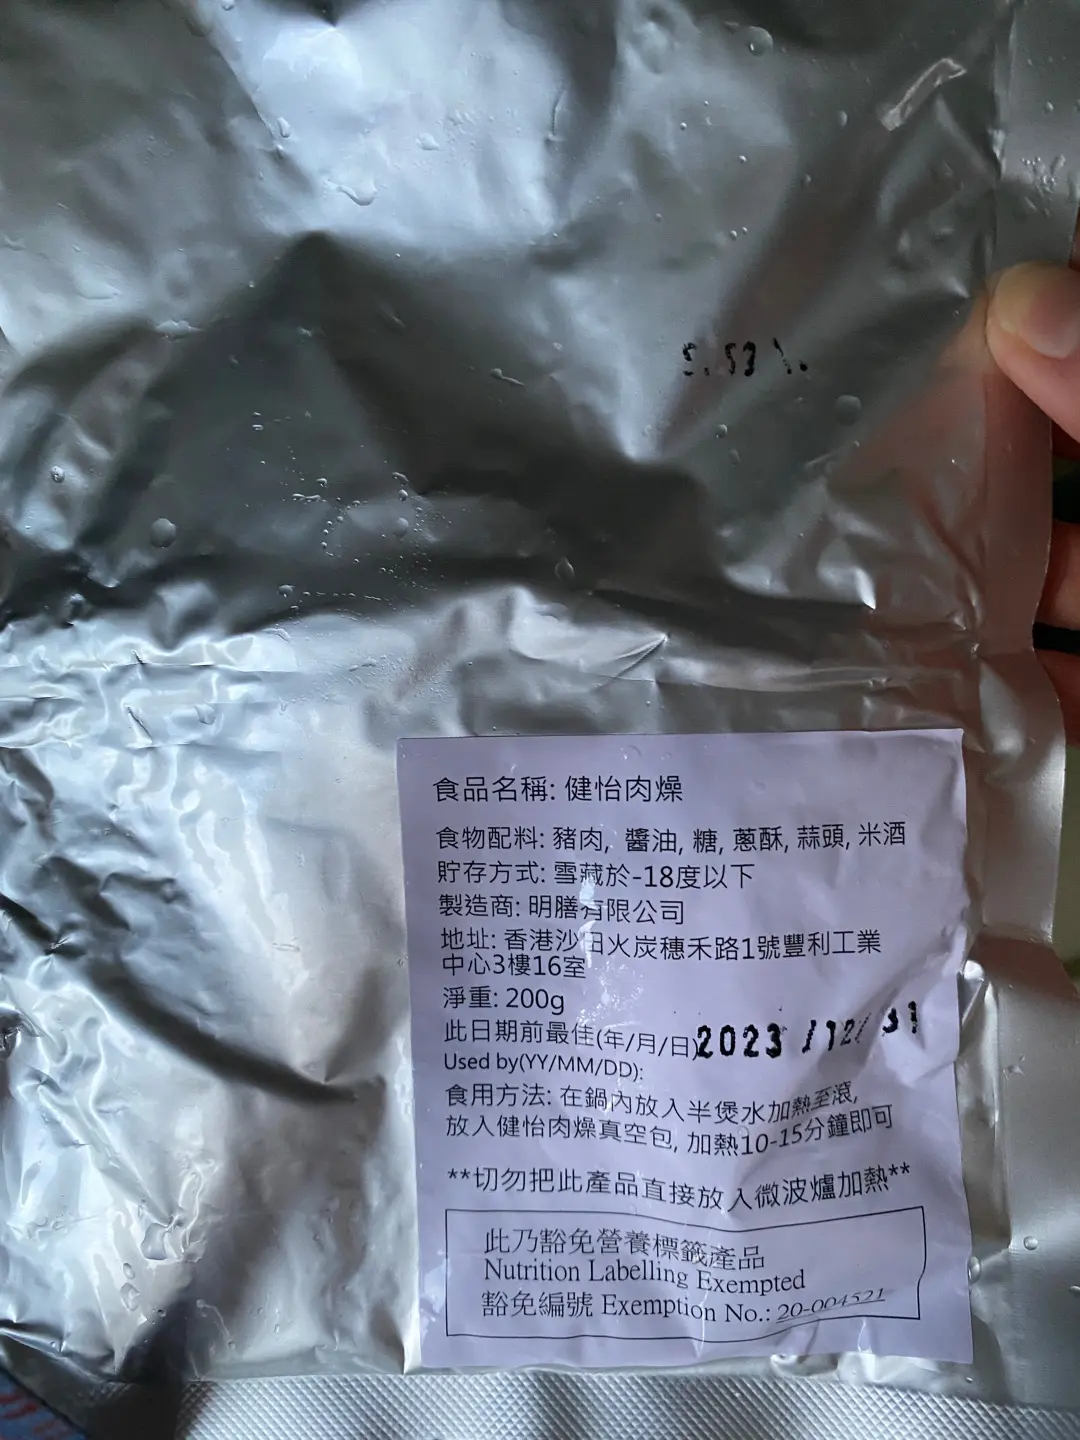 食品名稱: 健怡肉燥
食物配料: 豬肉, 醬油, 糖, 蔥酥, 蒜頭, 米酒
貯存方式: 雪藏於-18度以下
製造商: 明膳有限公司
地址: 香港沙田火炭穗禾路1號豐利工業
中心3樓16室
淨重: 200g
此日期前最佳(年/月/日)2023/12/31
Used by(YY/MM/DD):
食用方法: 在鍋內放入半煲水加熱至滾,
放入健怡肉燥真空包, 加熱10-15分鐘即可
**切勿把此產品直接放入微波爐加熱**
此乃豁免營養標籤產品
Nutrition Labelling Exempted
豁免編號 Exemption No.: 20-004521